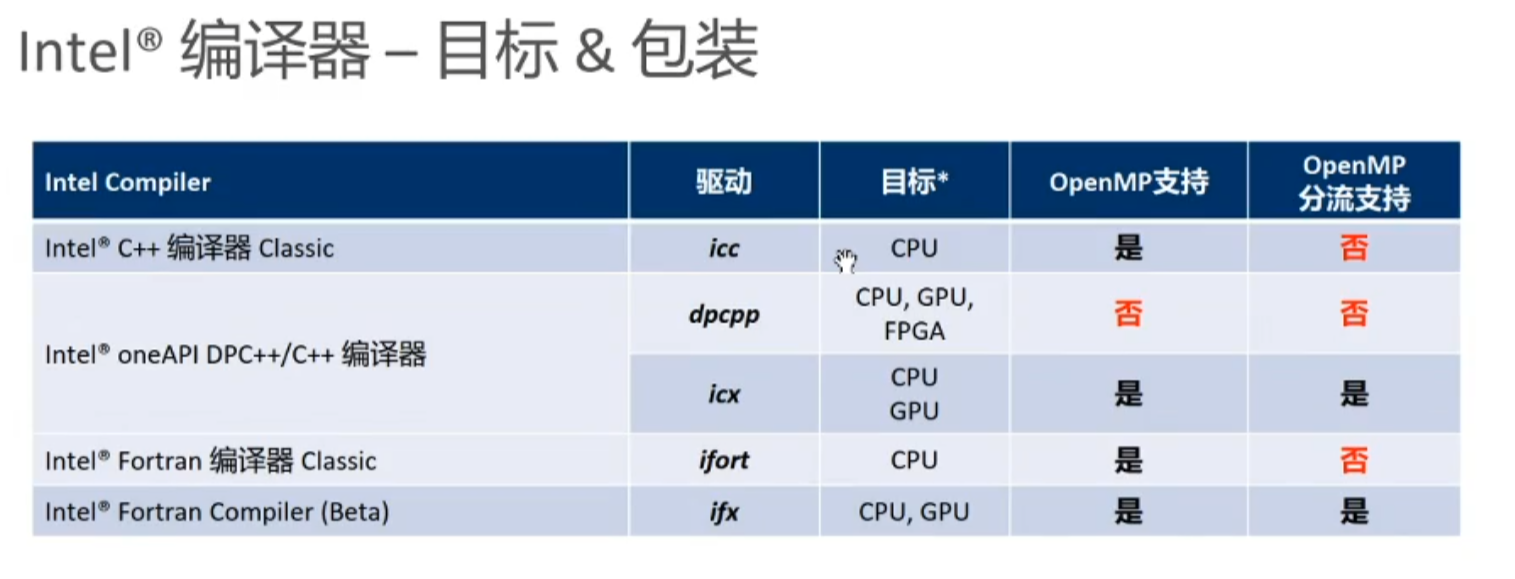 Intel® 编译器 – 目标 & 包装
Intel Compiler 驱动 目标* OpenMP支持 OpenMP
分流支持
Intel® C++ 编译器 Classic icc CPU 是 否
Intel® oneAPI DPC++/C++ 编译器 dpcpp CPU, GPU,
FPGA 否 否
icx CPU
GPU 是 是
Intel® Fortran 编译器 Classic ifort CPU 是 否
Intel® Fortran Compiler (Beta) ifx CPU, GPU 是 是